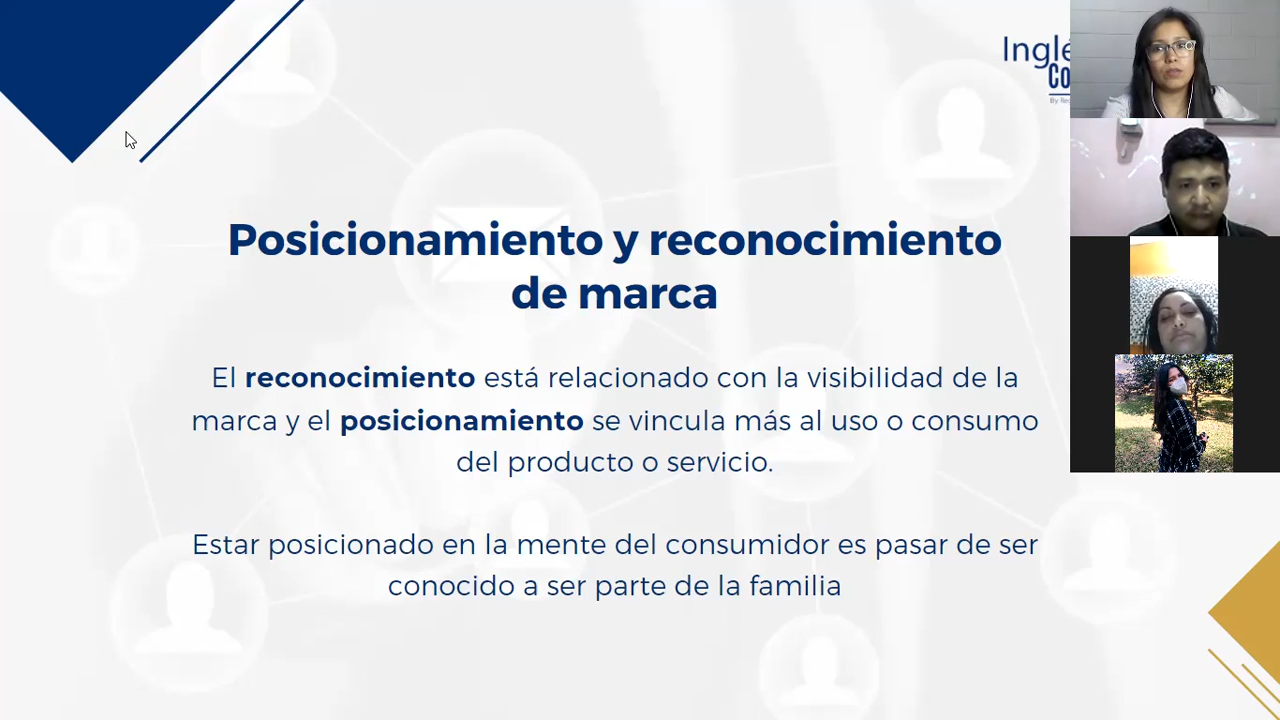 Posicionamiento y reconocimiento
de marca
El reconocimiento está relacionado con la visibilidad de la
marca y el posicionamiento se vincula más al uso o consumo
del producto o servicio.
Estar posicionado en la mente del consumidor es pasar de ser
conocido a ser parte de la familia